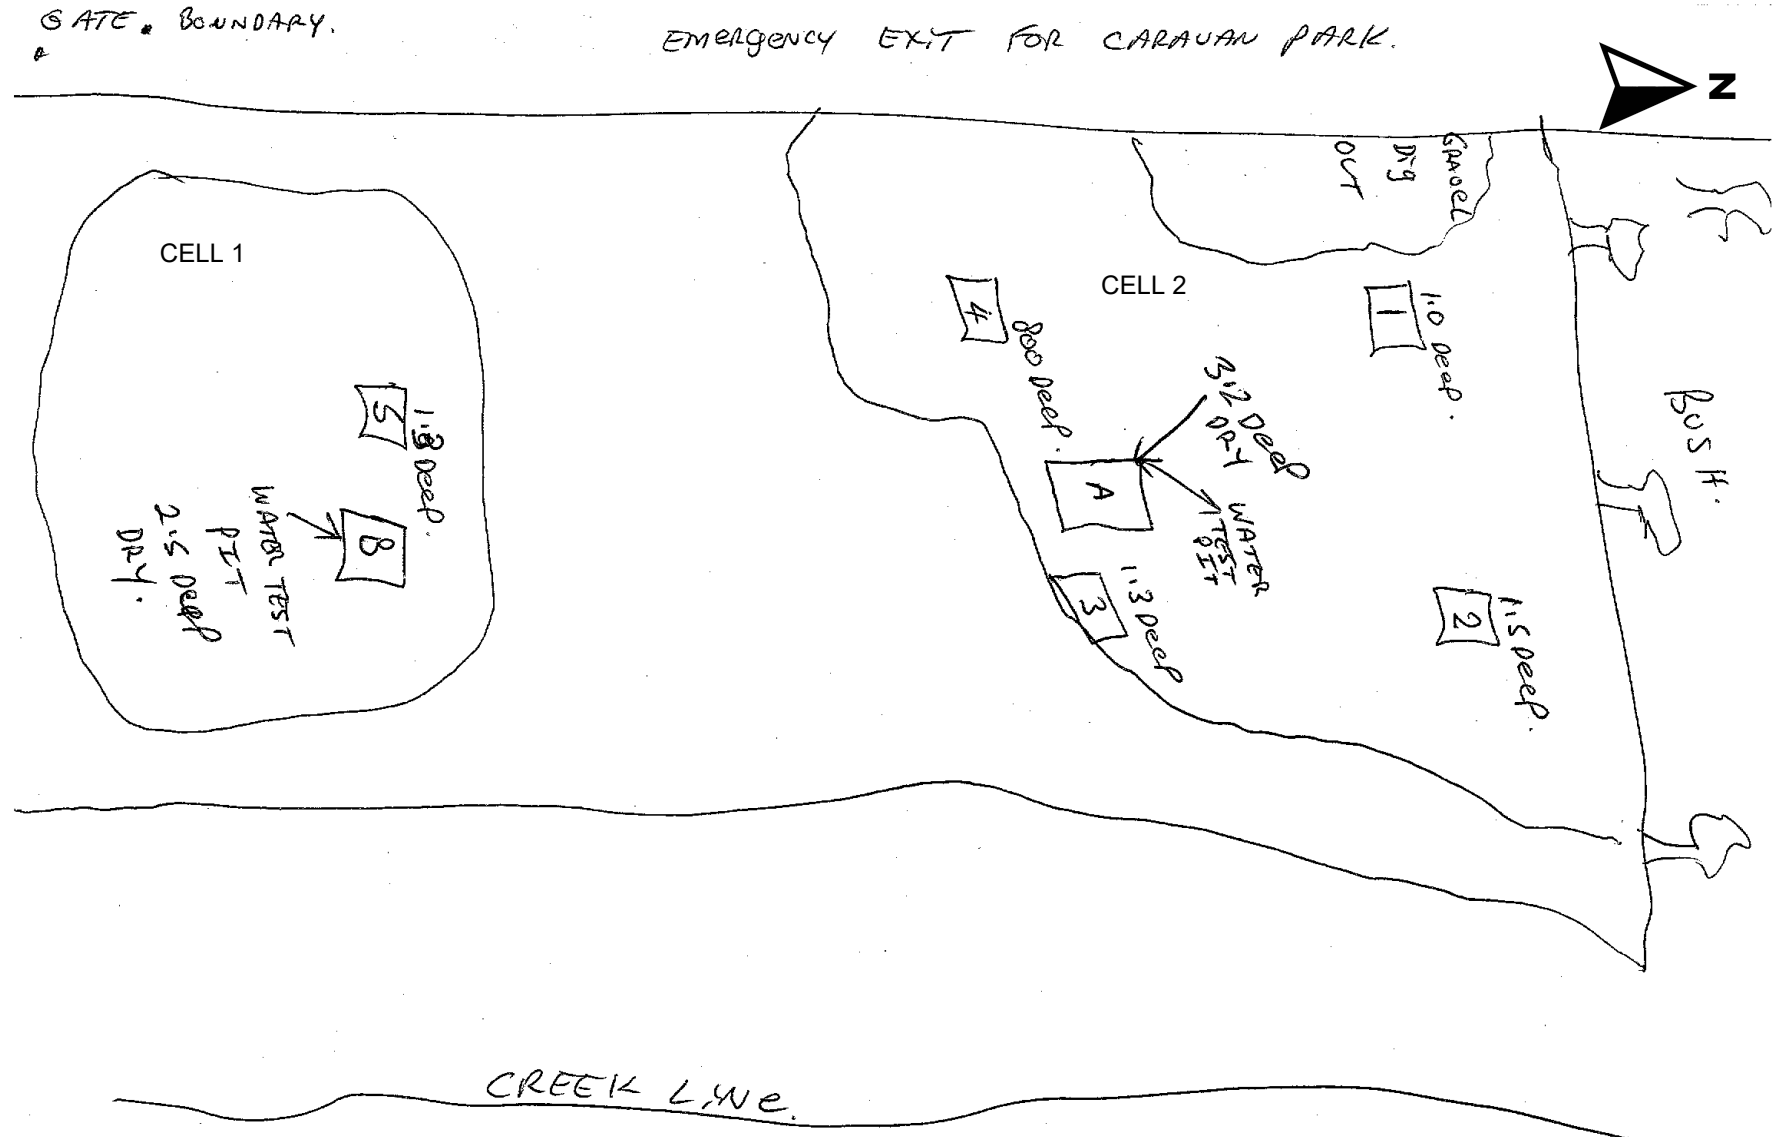 GATE. BOUNDARY.
EMERGENCY EXIT FOR CARAVAN PARK.
N
GRAVEL
Dig
OUT
CELL 1
CELL 2
4
800 Deep.
1
1.0 Deep.
BUSH.
3.2 Deep
DRY
A
WATER
TEST
PIT
5
Deep.
B
WATER TEST
PIT
2.5 Deep
DRY.
3
1.3 Deep
2
1.5 Deep.
CREEK LINE.